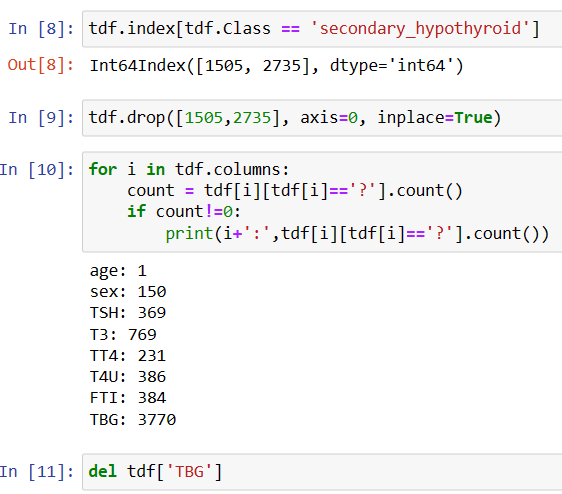 In [8]: tdf.index[tdf.Class == 'secondary_hypothyroid']
Out[8]: Int64Index([1505, 2735], dtype='int64')
In [9]: tdf.drop([1505,2735], axis=0, inplace=True)
In [10]: for i in tdf.columns:
    count = tdf[i][tdf[i]=='?'].count()
    if count!=0:
        print(i+':',tdf[i][tdf[i]=='?'].count())
age: 1
sex: 150
TSH: 369
T3: 769
TT4: 231
T4U: 386
FTI: 384
TBG: 3770
In [11]: del tdf['TBG']